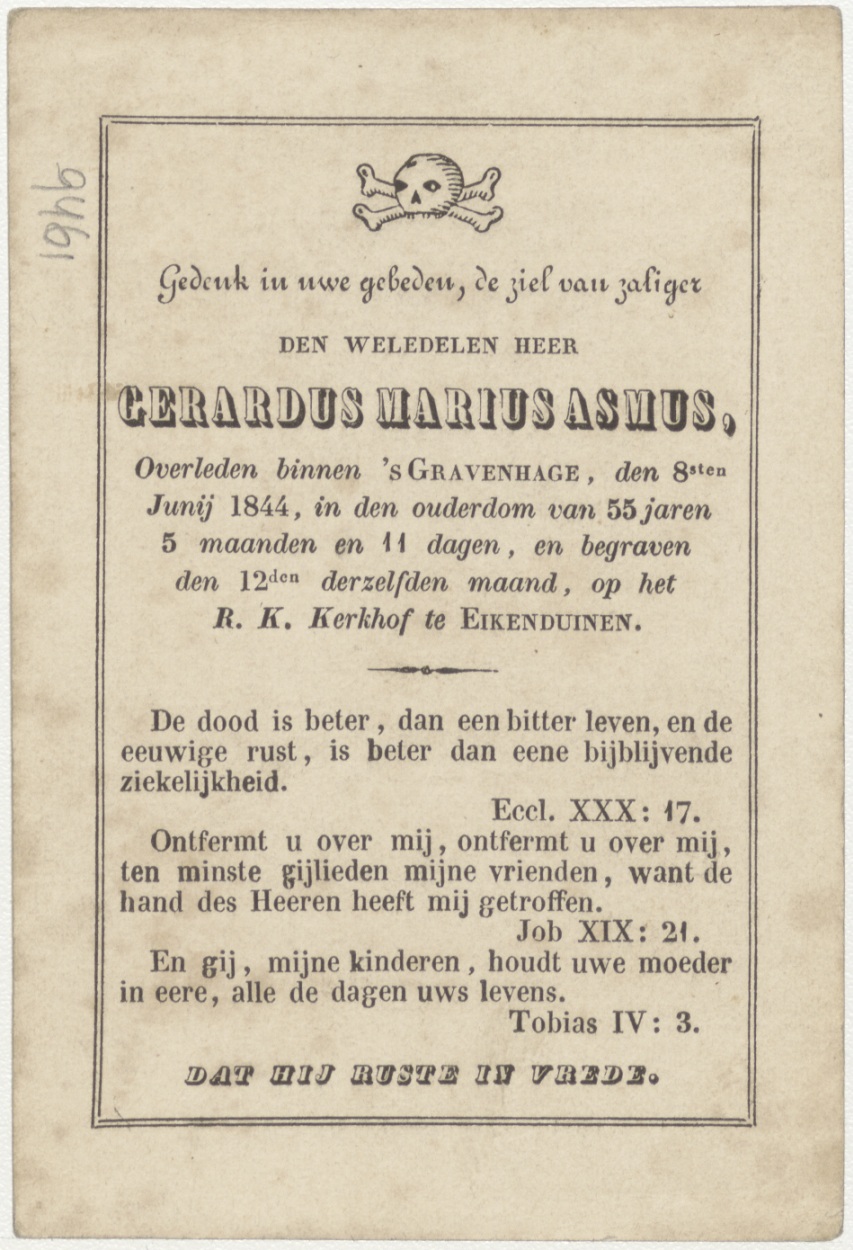 Gedenk in uwe gebeden, de ziel van zaliger
DEN WELEDELEN HEER
GERARDUS MARIUS ASMUS,
Overleden binnen 's GRAVENHAGE, den 8sten
Junij 1844, in den ouderdom van 55 jaren
5 maanden en 11 dagen, en begraven
den 12den derzelfden maand, op het
R. K. Kerkhof te EIKENDUINEN.
De dood is beter, dan een bitter leven, en de
eeuwige rust, is beter dan eene bijblijvende
ziekelijkheid.
Eccl. XXX: 17.
Ontfermt u over mij, ontfermt u over mij,
ten minste gijlieden mijne vrienden, want de
hand des Heeren heeft mij getroffen.
Job XIX: 21.
En gij, mijne kinderen, houdt uwe moeder
in eere, alle de dagen uws levens.
Tobias IV: 3.
DAT HIJ RUSTE IN VREDE.